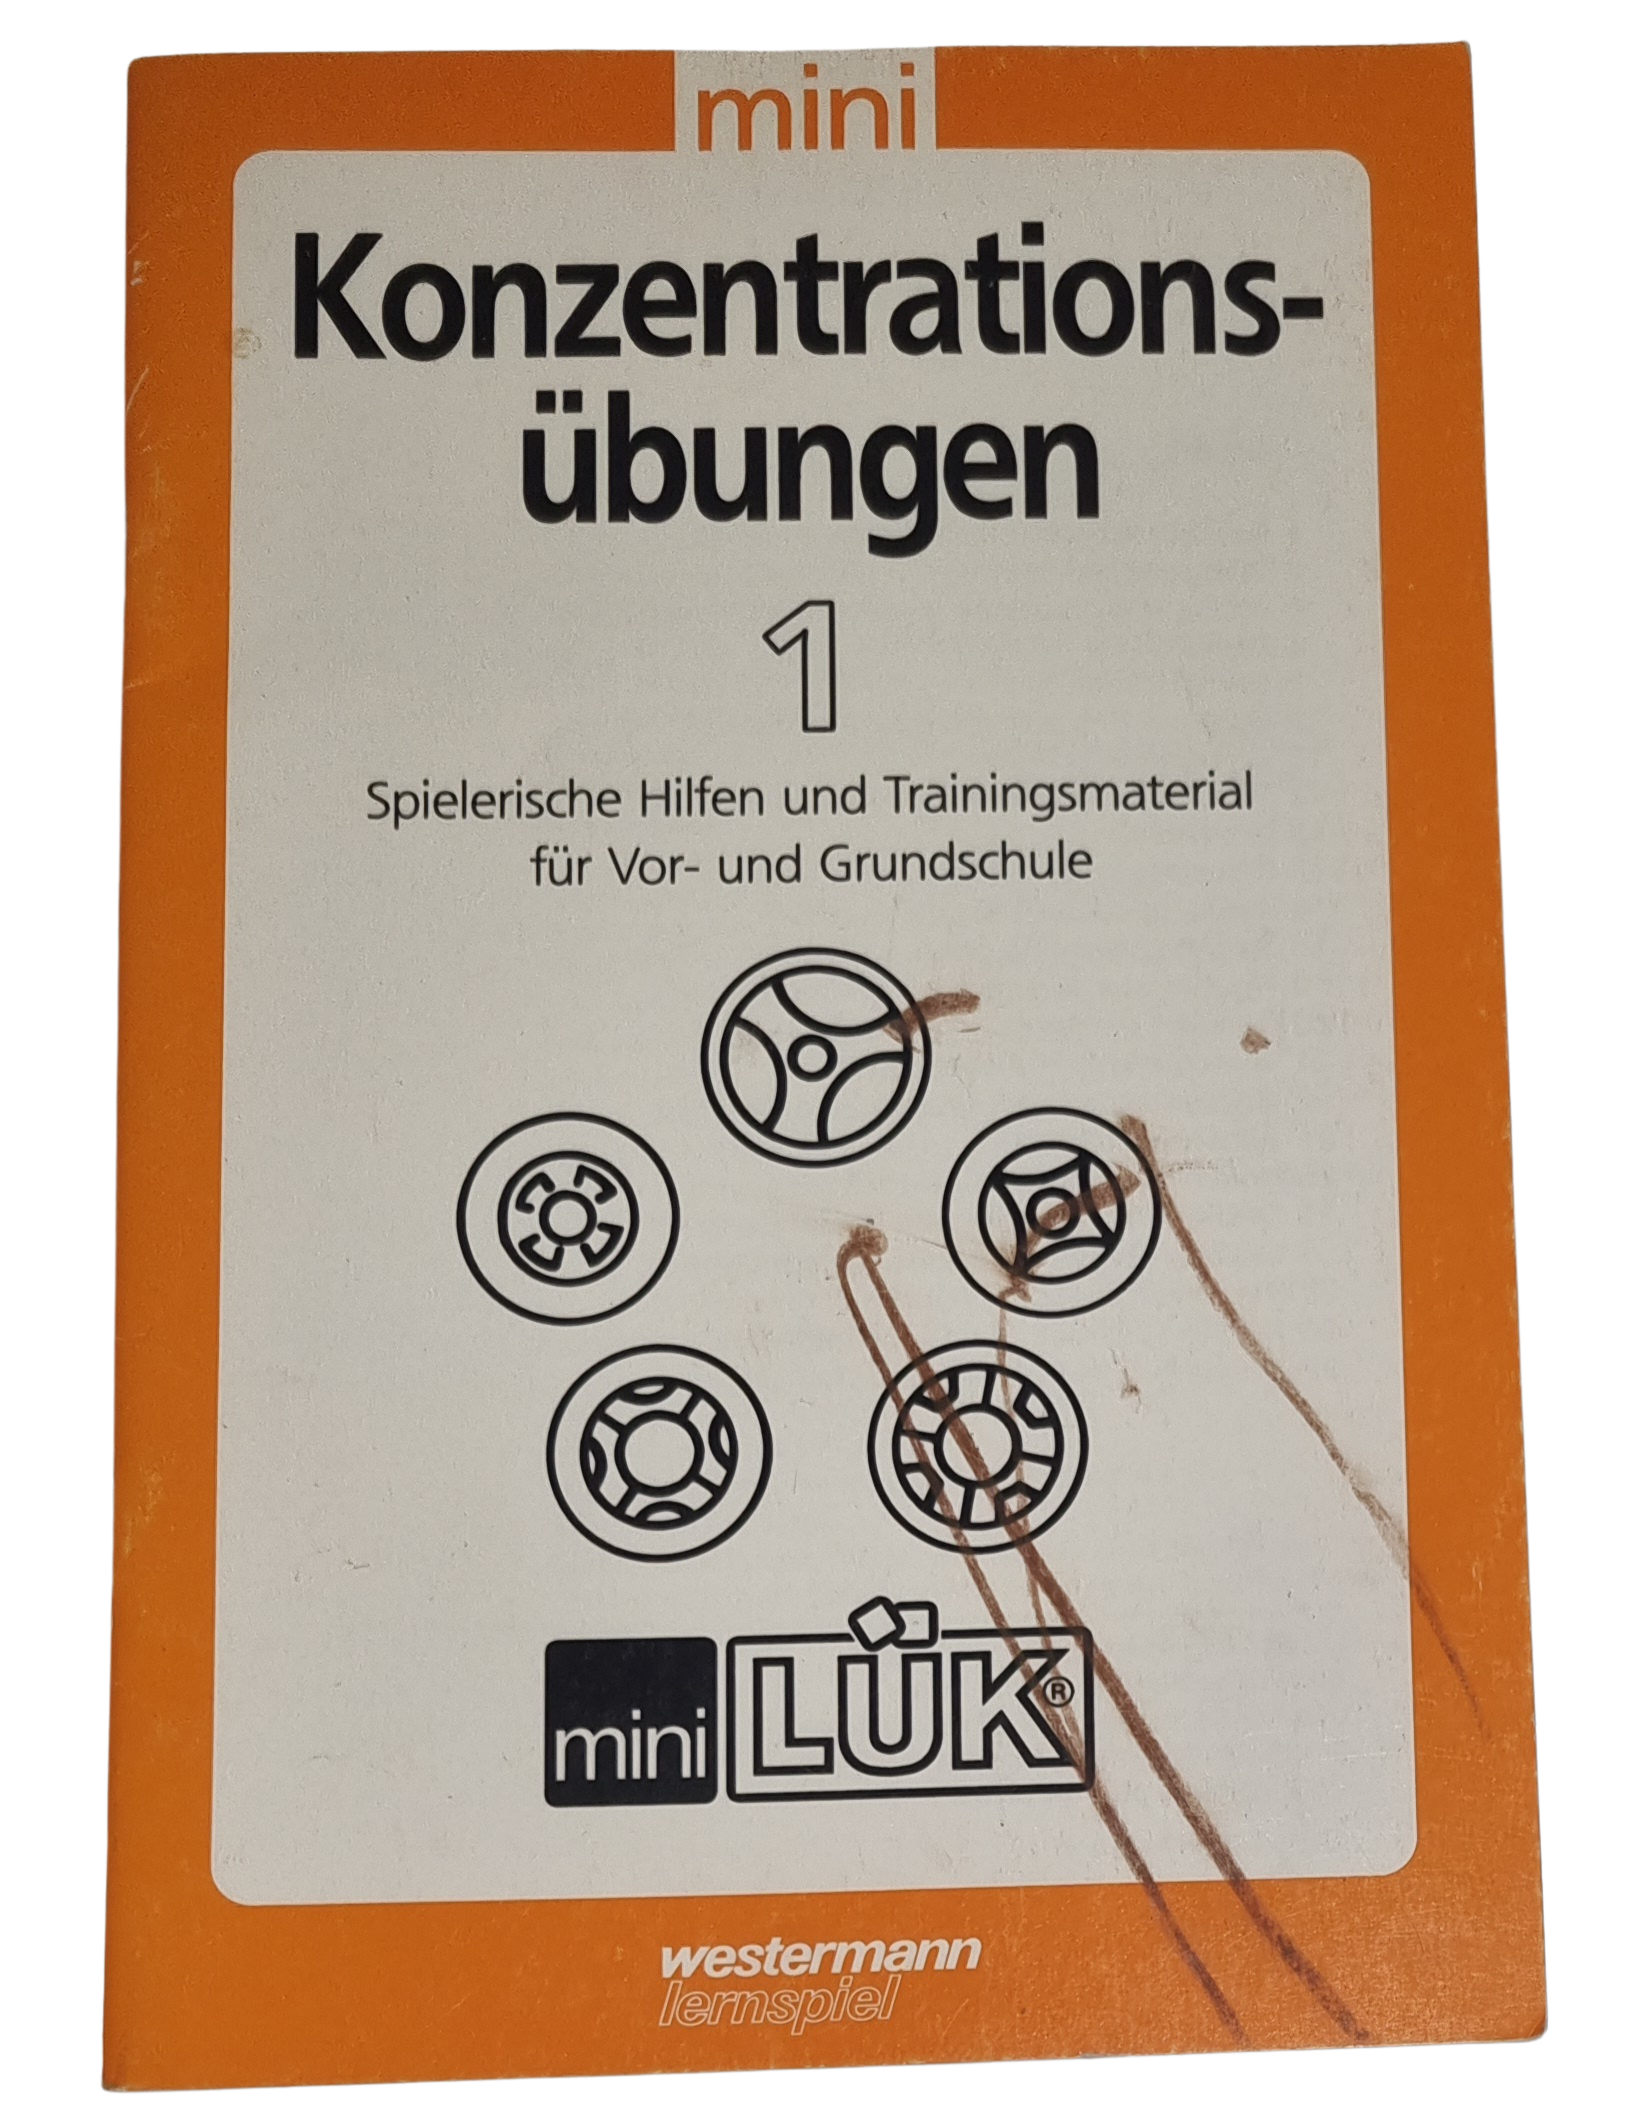 mini
Konzentrations-
übungen
1
Spielerische Hilfen und Trainingsmaterial
für Vor- und Grundschule
mini LÜK®
westermann
lernspiel